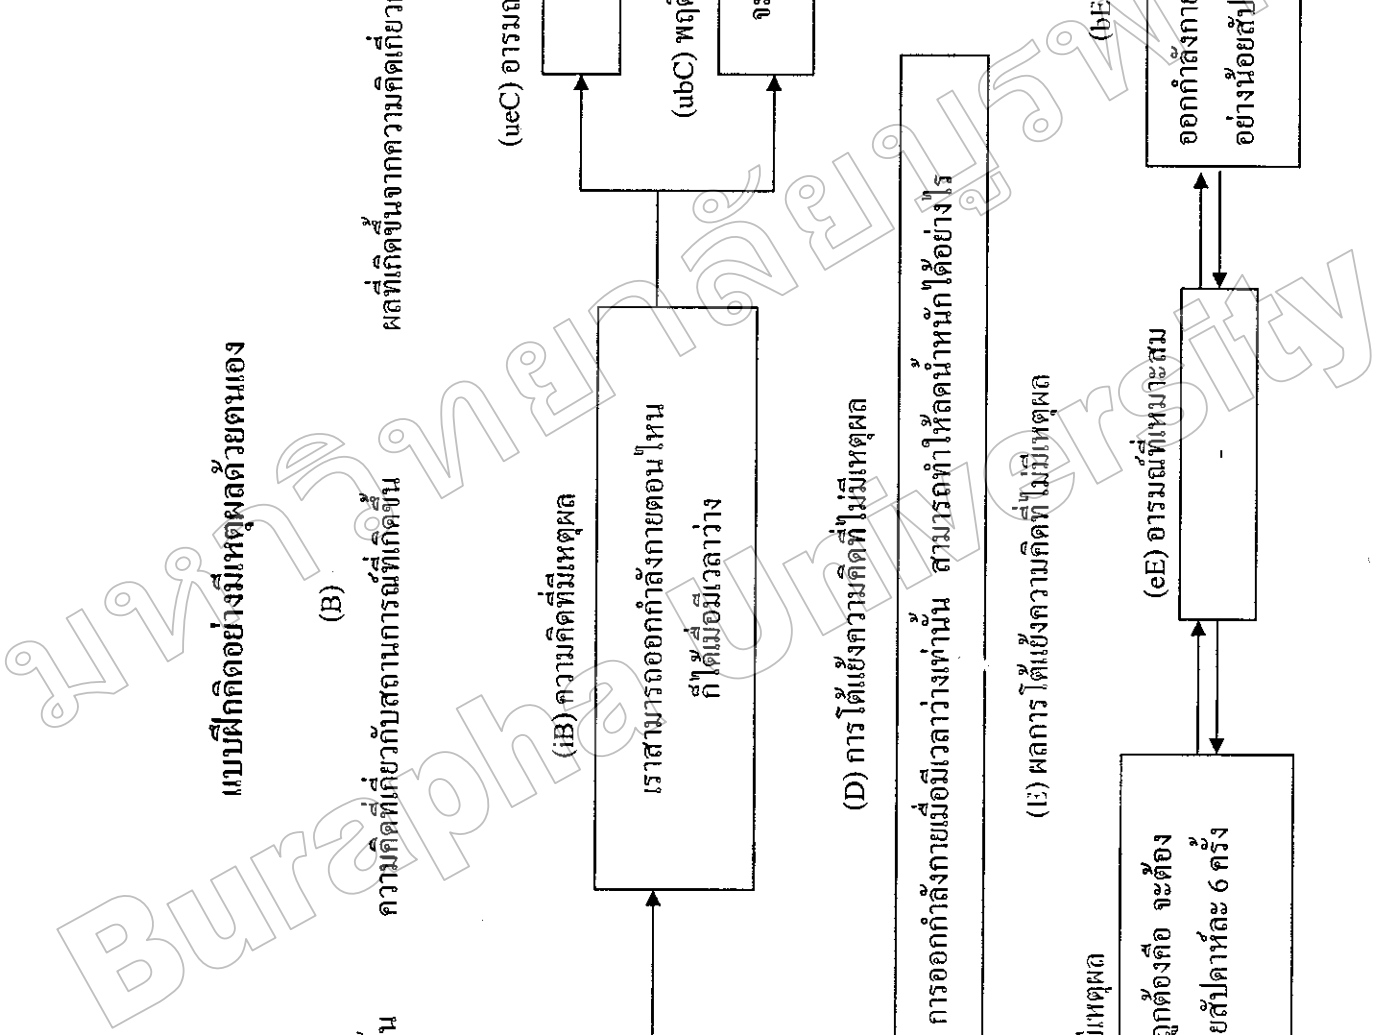 แบบฝึกคิดอย่างมีเหตุผลด้วยตนเอง
(B)
ความคิดที่เกี่ยวกับสถานการณ์ที่เกิดขึ้น
ผลที่เกิดขึ้นจากความคิดเกี่ยว
(ueC) อารมณ์
(iB) ความคิดที่มีเหตุผล
เราสามารถออกกำลังกายตอนไหน
ก็ได้เมื่อมีเวลาว่าง
(ubC) พฤติ
จะ
(D) การโต้แย้งความคิดที่ไม่มีเหตุผล
การออกกำลังกายเมื่อมีเวลาว่างเท่านั้น สามารถทำให้ลดน้ำหนักได้อย่างไร
(E) ผลการโต้แย้งความคิดที่ไม่มีเหตุผล
มีเหตุผล
ถูกต้องคือ จะต้อง
ยสัปดาห์ละ 6 ครั้ง
(eE) อารมณ์ที่เหมาะสม
-
(bE
ออกกำลังกาย
อย่างน้อยสัป
มหาวิทยาลัยบูรพ
Burapha University